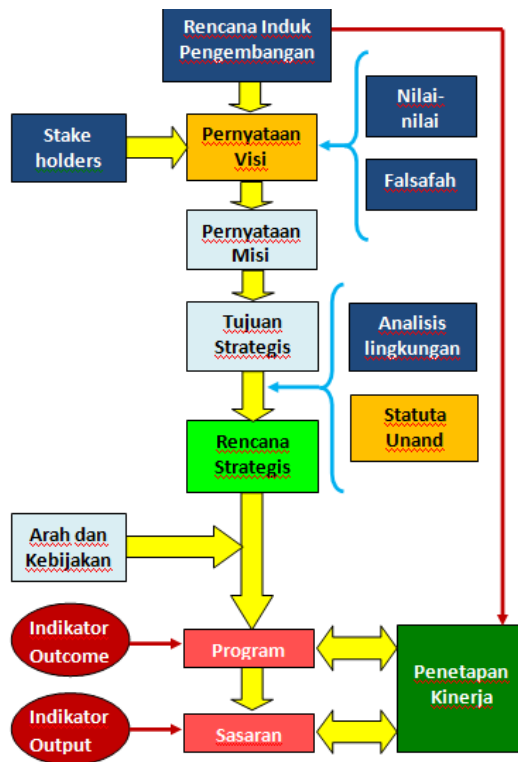 Rencana Induk
Pengembangan
Nilai-
nilai
Stake
holders
Pernyataan
Visi
Falsafah
Pernyataan
Misi
Tujuan
Strategis
Analisis
lingkungan
Statuta
Unand
Rencana
Strategis
Arah dan
Kebijakan
Indikator
Outcome
Program
Penetapan
Kinerja
Indikator
Output
Sasaran